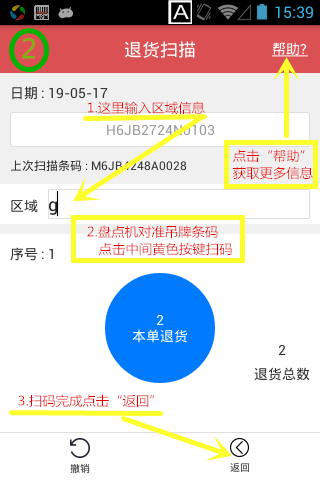 A
15:39
2
退货扫描
帮助?
日期 : 19-05-17
1.这里输入区域信息
H6JB2724N0103
点击“帮助”
获取更多信息
上次扫描条码 : M6JB4248A0028
区域 g
2.盘点机对准吊牌条码
点击中间黄色按键扫码
序号 : 1
2
本单退货
2
退货总数
3.扫码完成点击“返回”
撤销
返回